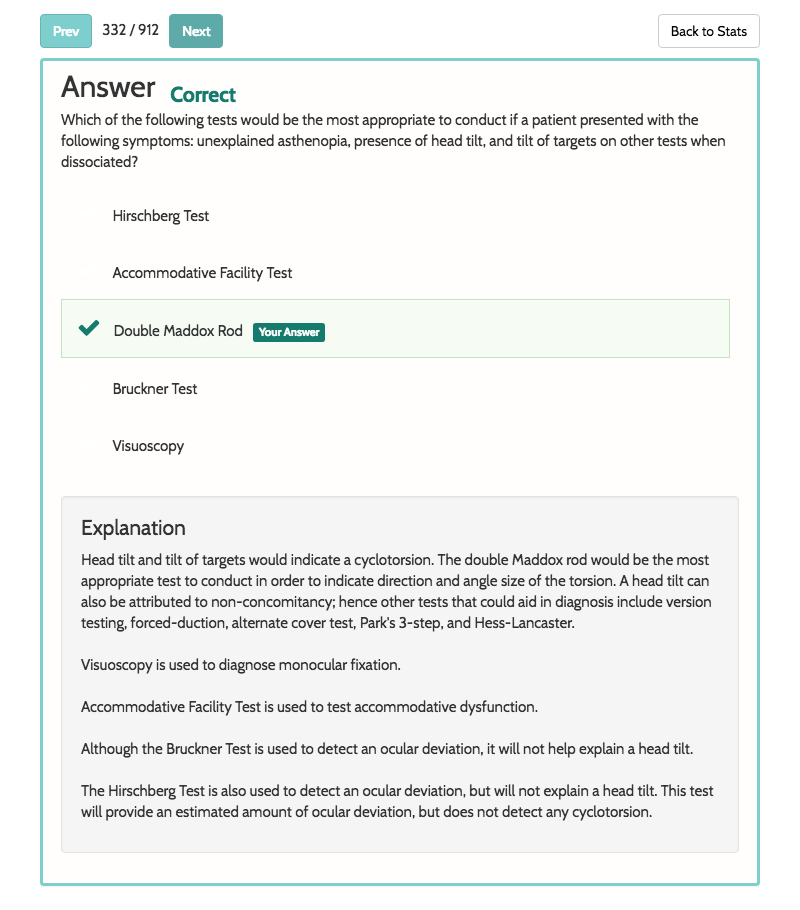 Prev 332 / 912 Next Back to Stats
Answer Correct
Which of the following tests would be the most appropriate to conduct if a patient presented with the
following symptoms: unexplained asthenopia, presence of head tilt, and tilt of targets on other tests when
dissociated?
Hirschberg Test
Accommodative Facility Test
Double Maddox Rod Your Answer
Bruckner Test
Visuoscopy
Explanation
Head tilt and tilt of targets would indicate a cyclotorsion. The double Maddox rod would be the most
appropriate test to conduct in order to indicate direction and angle size of the torsion. A head tilt can
also be attributed to non-concomitancy; hence other tests that could aid in diagnosis include version
testing, forced-duction, alternate cover test, Park's 3-step, and Hess-Lancaster.
Visuoscopy is used to diagnose monocular fixation.
Accommodative Facility Test is used to test accommodative dysfunction.
Although the Bruckner Test is used to detect an ocular deviation, it will not help explain a head tilt.
The Hirschberg Test is also used to detect an ocular deviation, but will not explain a head tilt. This test
will provide an estimated amount of ocular deviation, but does not detect any cyclotorsion.